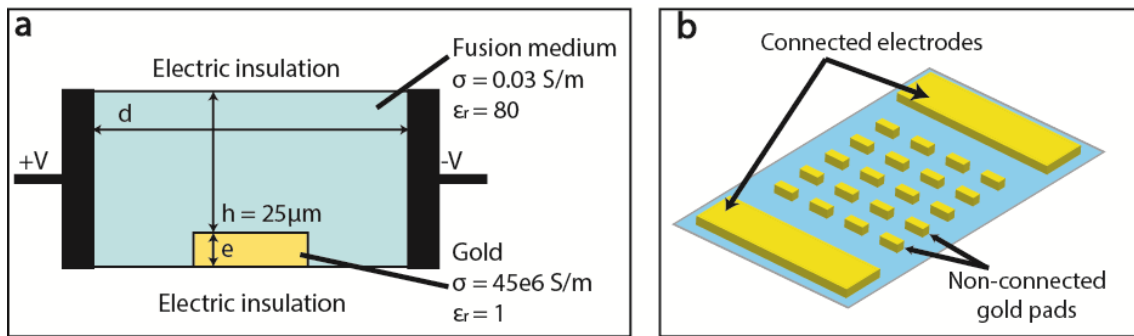 a
Electric insulation
Fusion medium
σ = 0.03 S/m
εr = 80
d
+V
-V
h = 25μm
e
Gold
σ = 45e6 S/m
εr = 1
Electric insulation
b
Connected electrodes
Non-connected
gold pads